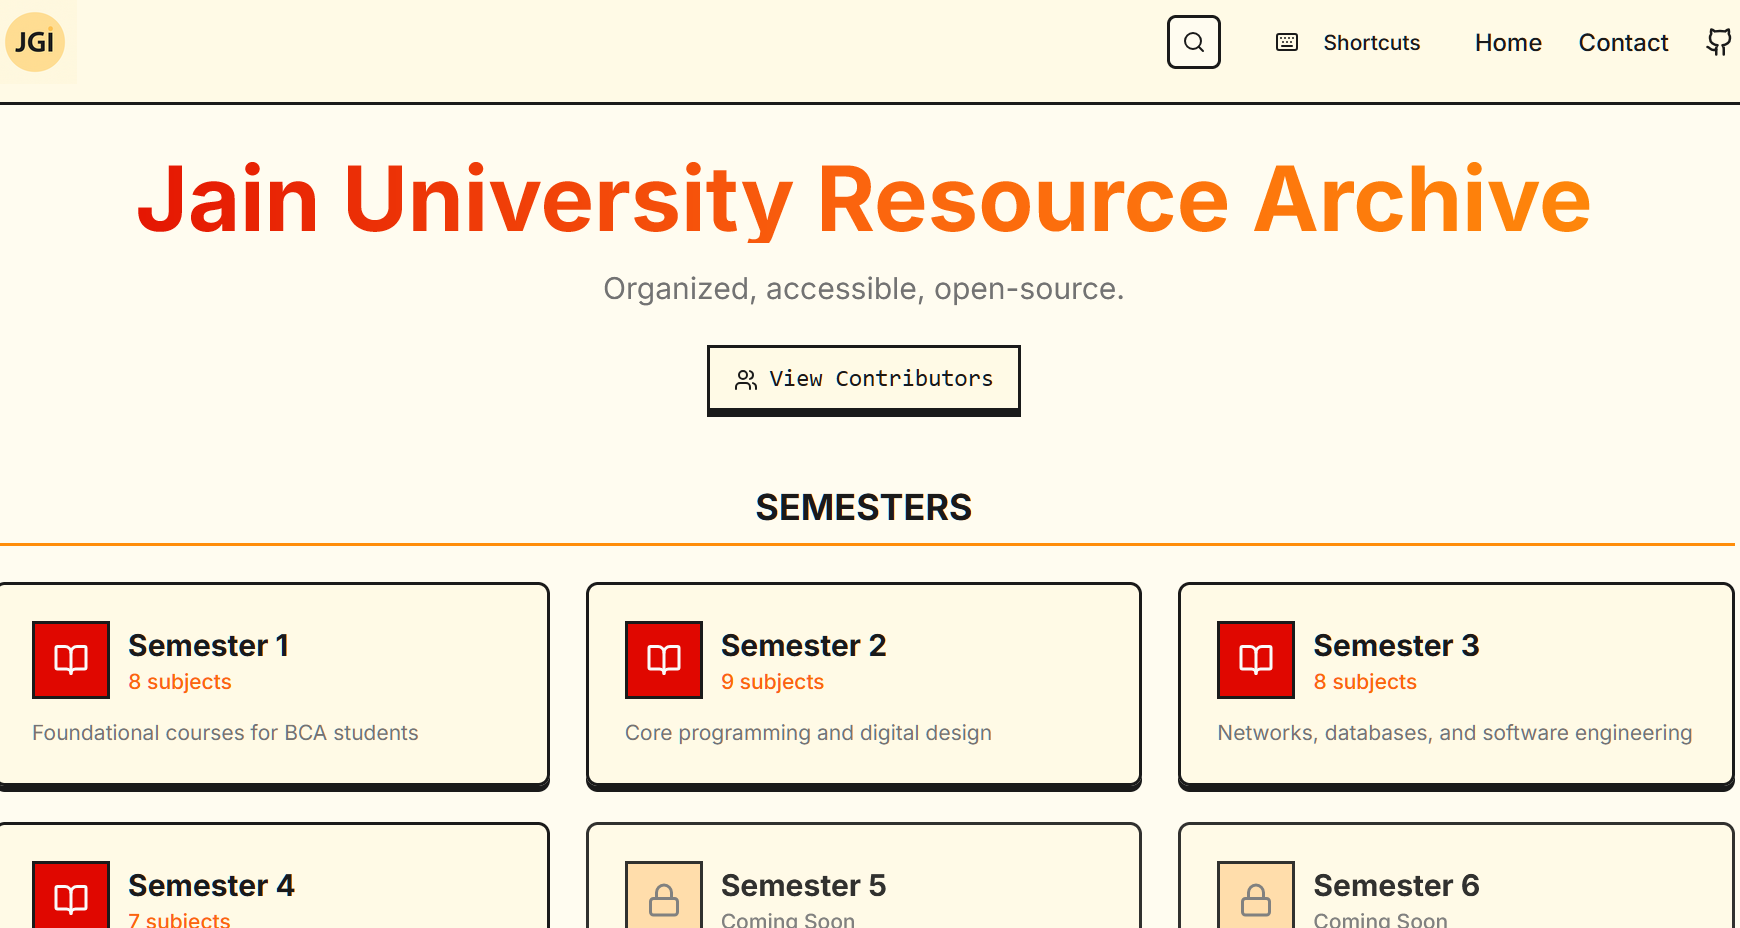 JGi
Shortcuts
Home
Contact
Jain University Resource Archive
Organized, accessible, open-source.
View Contributors
SEMESTERS
Semester 1
8 subjects
Foundational courses for BCA students
Semester 2
9 subjects
Core programming and digital design
Semester 3
8 subjects
Networks, databases, and software engineering
Semester 4
7 subjects
Semester 5
Coming Soon
Semester 6
Coming Soon